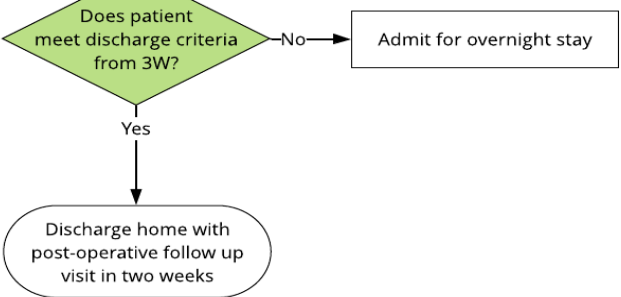 Does patient
meet discharge criteria
from 3W?
No
Admit for overnight stay
Yes
Discharge home with
post-operative follow up
visit in two weeks